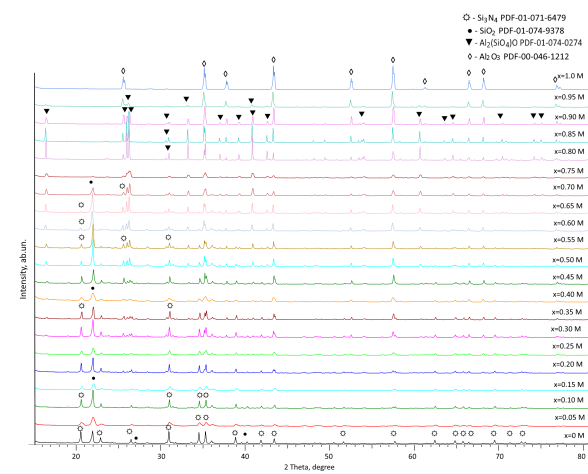 - Si₃N₄ PDF-01-071-6479
- SiO₂ PDF-01-074-9378
- Al₂(SiO₄)O PDF-01-074-0274
- Al₂O₃ PDF-00-046-1212
x=1.0 M
x=0.95 M
x=0.90 M
x=0.85 M
x=0.80 M
x=0.75 M
x=0.70 M
x=0.65 M
x=0.60 M
x=0.55 M
x=0.50 M
x=0.45 M
x=0.40 M
x=0.35 M
x=0.30 M
x=0.25 M
x=0.20 M
x=0.15 M
x=0.10 M
x=0.05 M
x=0 M
Intensity, ab.un.
20 30 40 50 60 70 80
2 Theta, degree